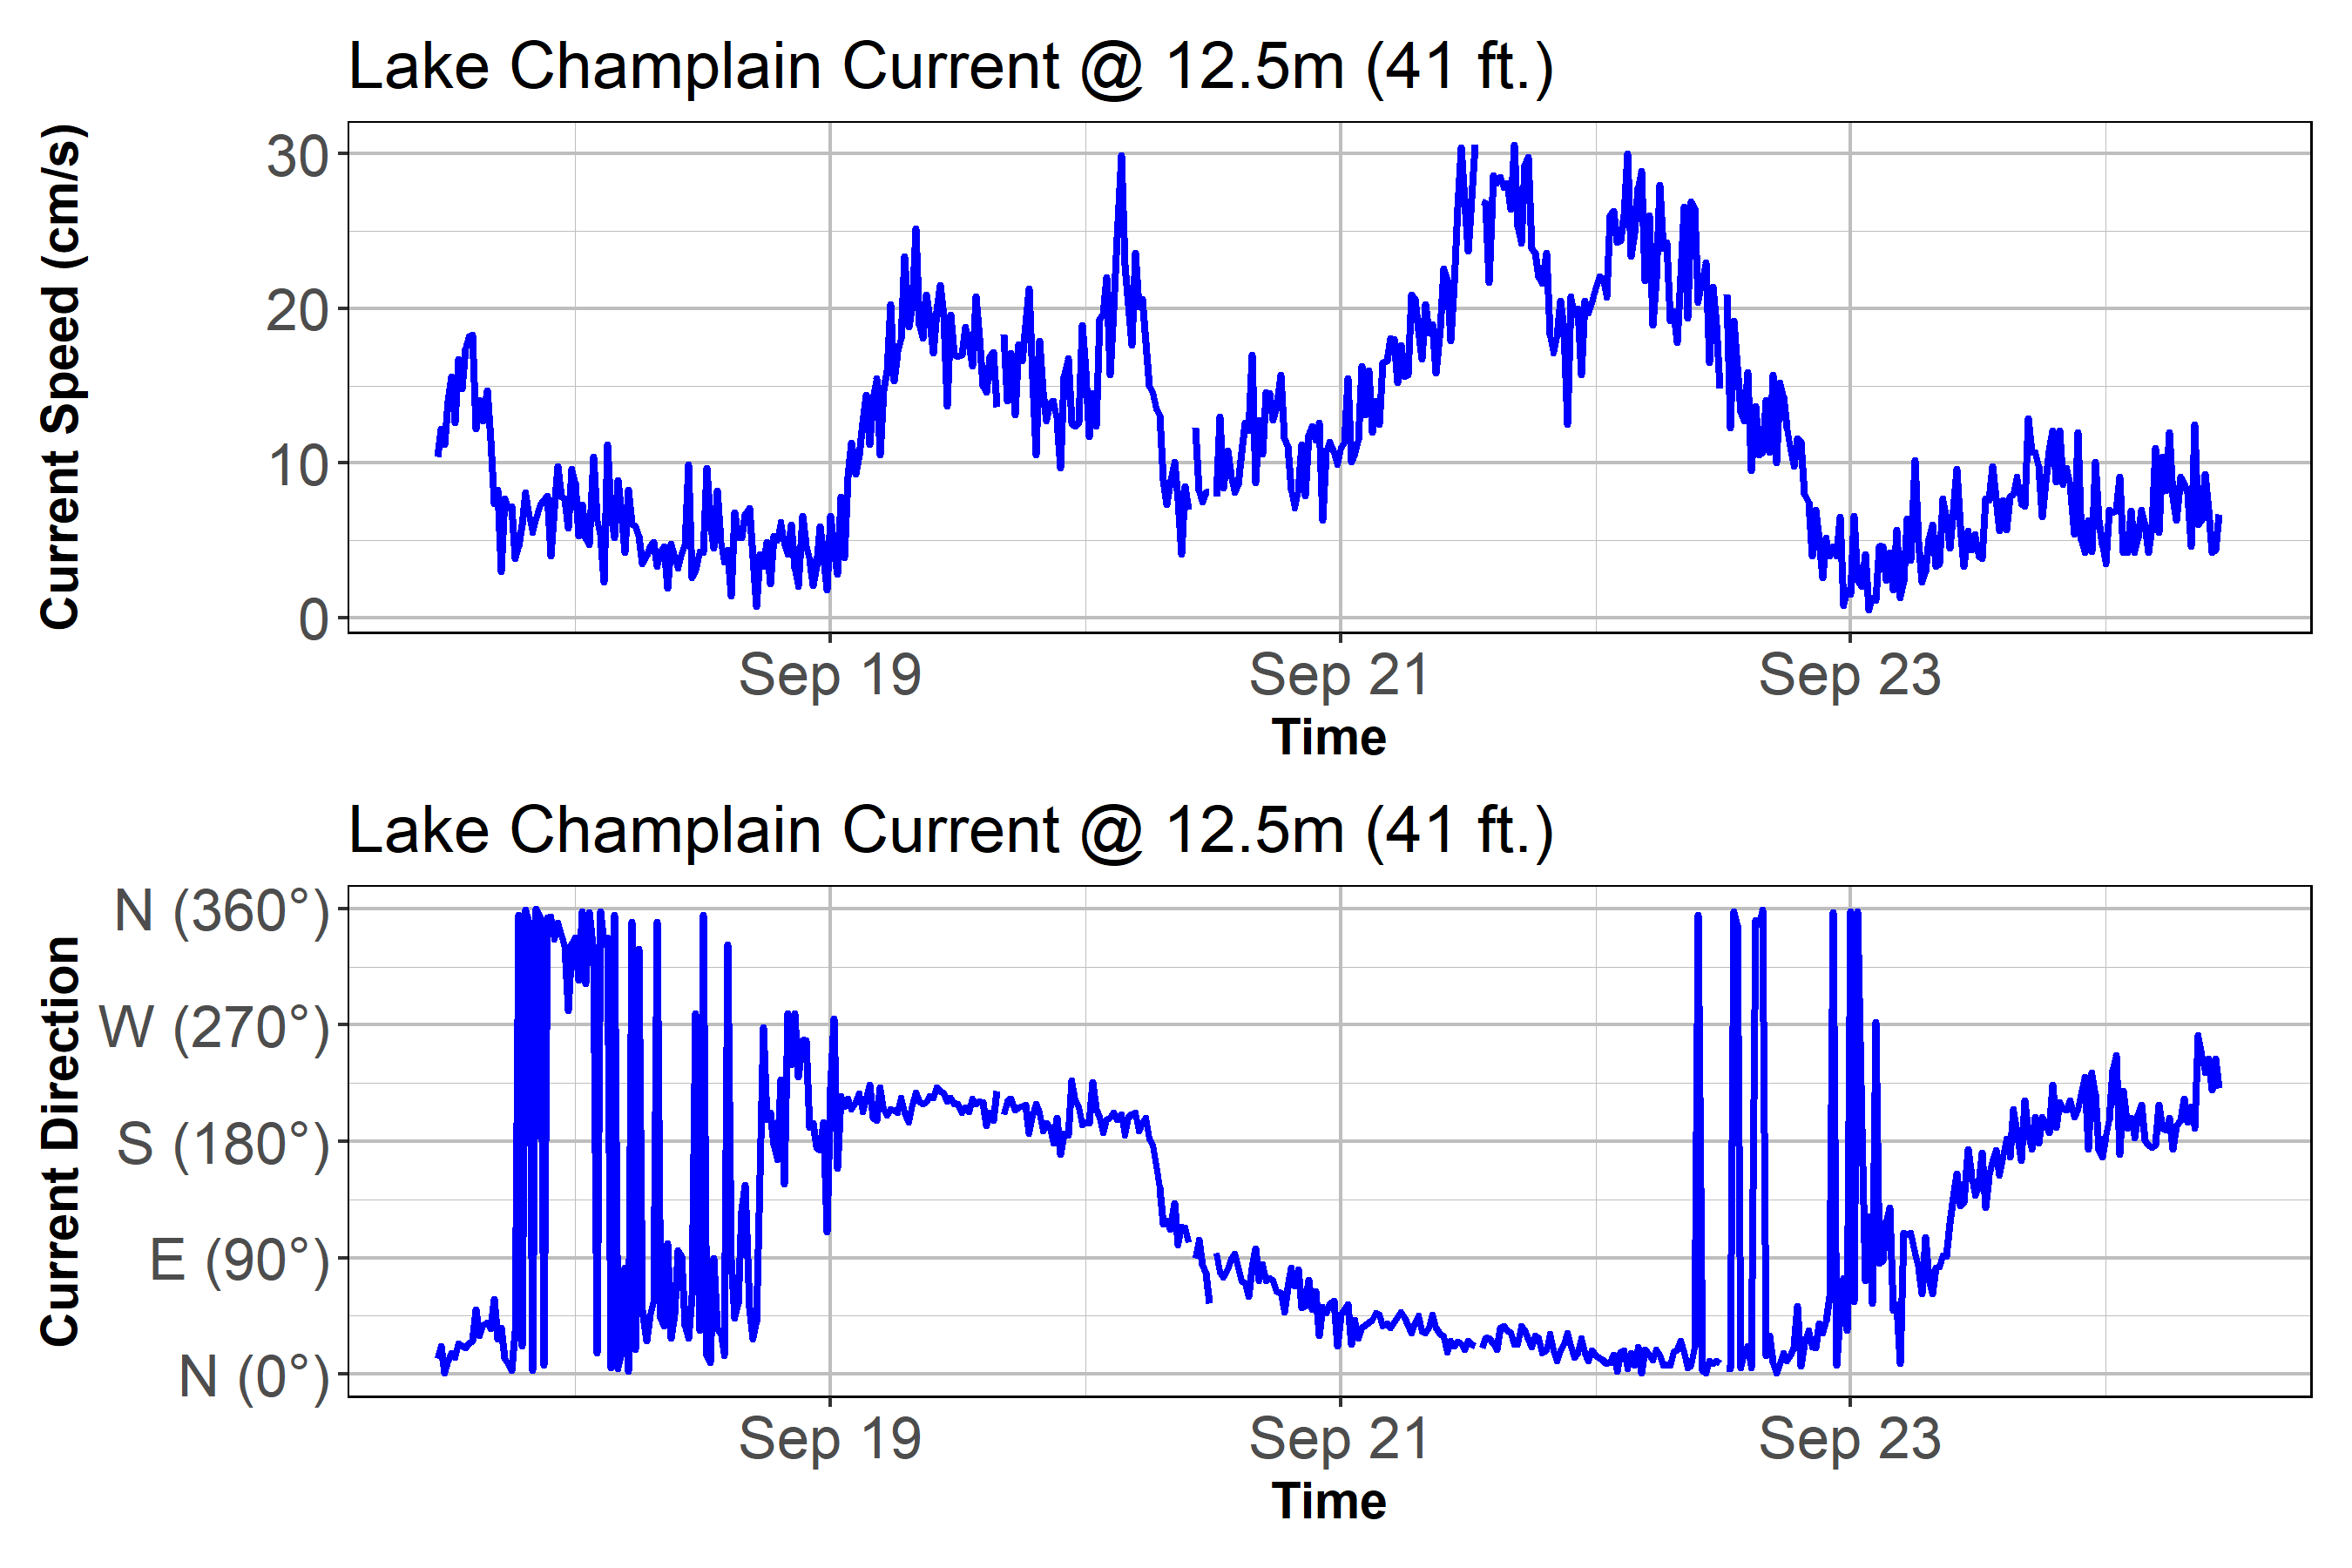 Lake Champlain Current @ 12.5m (41 ft.)
Current Speed (cm/s)
30
20
10
0
Sep 19 Sep 21 Sep 23
Time
Lake Champlain Current @ 12.5m (41 ft.)
Current Direction
N (360°)
W (270°)
S (180°)
E (90°)
N (0°)
Sep 19 Sep 21 Sep 23
Time